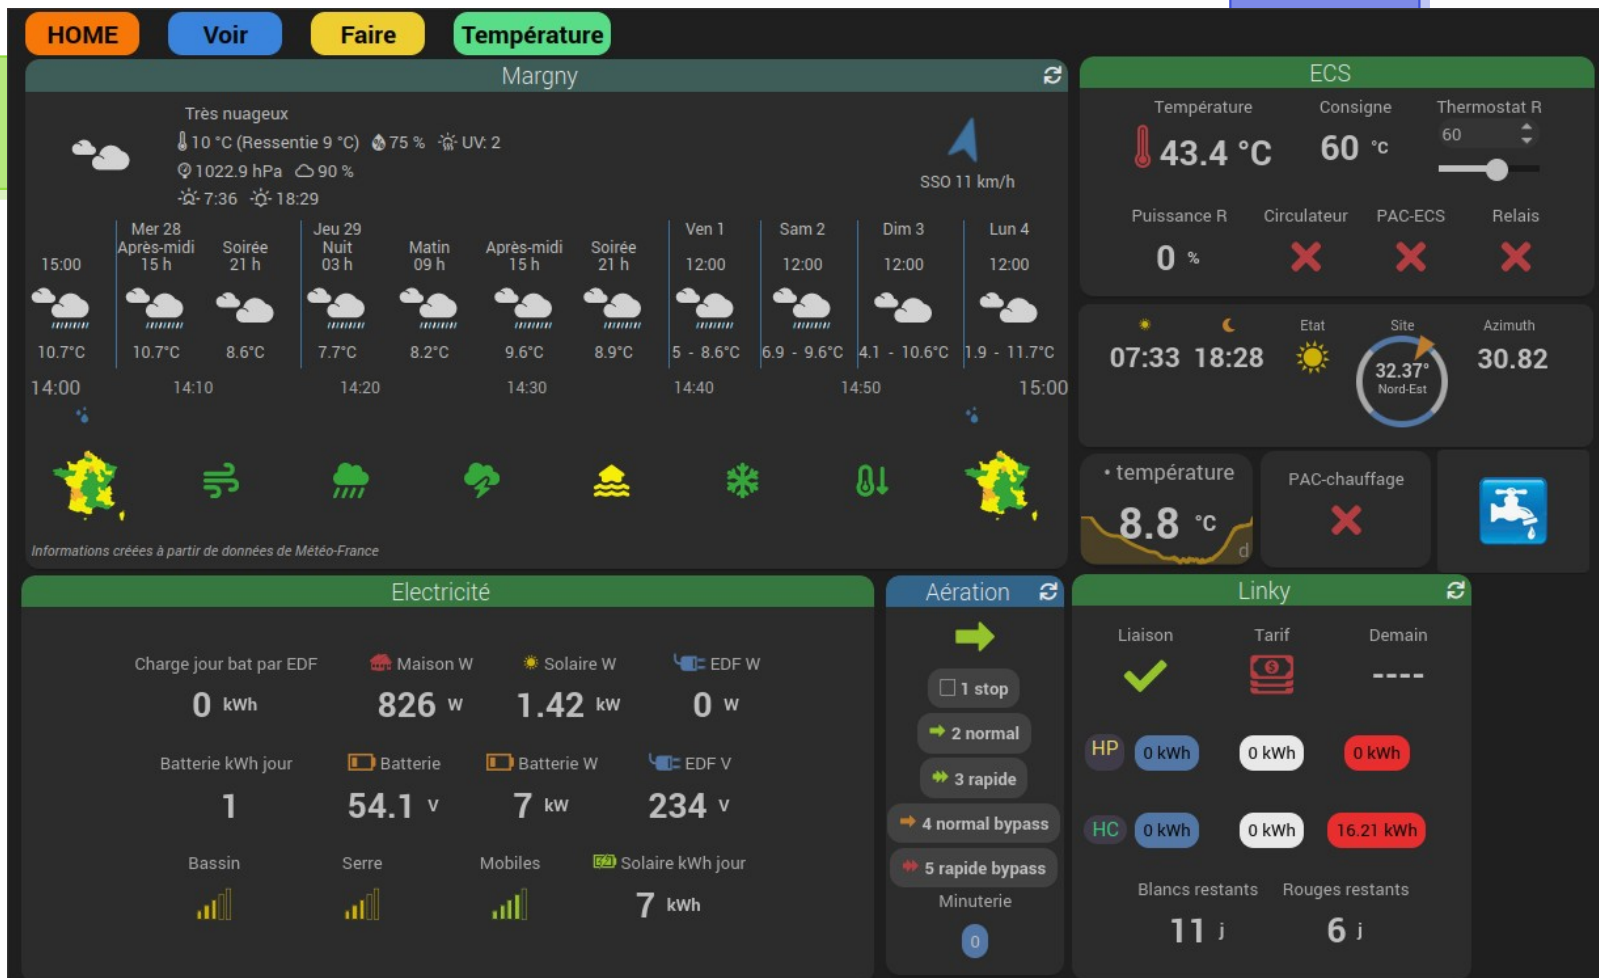 HOME Voir Faire Température
Margny
Très nuageux
10 °C (Ressentie 9 °C) 75 % UV: 2
1022.9 hPa 90 %
7:36 18:29
SSO 11 km/h
Mer 28 Jeu 29 Ven 1 Sam 2 Dim 3 Lun 4
Après-midi Soirée Nuit Matin Après-midi Soirée
15:00 15 h 21 h 03 h 09 h 15 h 21 h 12:00 12:00 12:00 12:00
10.7°C 10.7°C 8.6°C 7.7°C 8.2°C 9.6°C 8.9°C 5 - 8.6°C 6.9 - 9.6°C 4.1 - 10.6°C 1.9 - 11.7°C
14:00 14:10 14:20 14:30 14:40 14:50 15:00
Informations créées à partir de données de Météo-France
ECS
Température Consigne Thermostat R
43.4 °C 60 °C 60
Puissance R Circulateur PAC-ECS Relais
0 %
Etat Site Azimuth
07:33 18:28 32.37° 30.82
Nord-Est
• température
8.8 °C
d
PAC-chauffage
Electricité
Charge jour bat par EDF Maison W Solaire W EDF W
0 kWh 826 W 1.42 kW 0 W
Batterie kWh jour Batterie Batterie W EDF V
1 54.1 V 7 kW 234 V
Bassin Serre Mobiles Solaire kWh jour
7 kWh
Aération
1 stop
2 normal
3 rapide
4 normal bypass
5 rapide bypass
Minuterie
0
Linky
Liaison Tarif Demain
----
HP 0 kWh 0 kWh 0 kWh
HC 0 kWh 0 kWh 16.21 kWh
Blancs restants Rouges restants
11 j 6 j